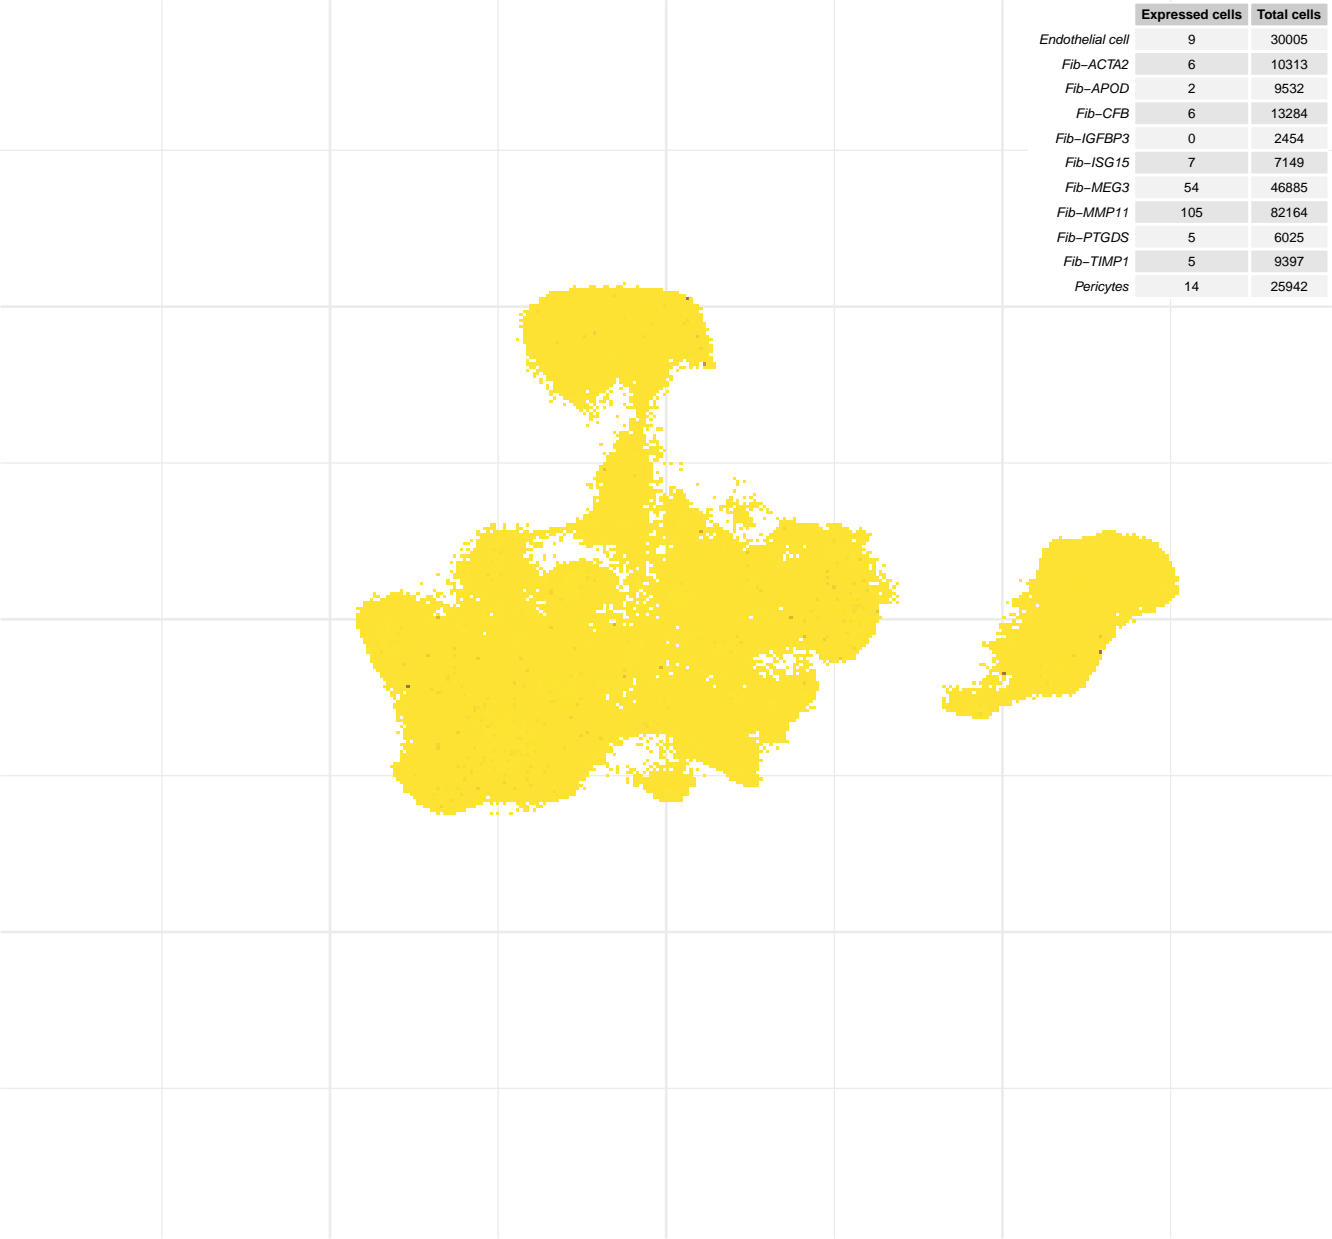 Expressed cells Total cells
Endothelial cell 9 30005
Fib−ACTA2 6 10313
Fib−APOD 2 9532
Fib−CFB 6 13284
Fib−IGFBP3 0 2454
Fib−ISG15 7 7149
Fib−MEG3 54 46885
Fib−MMP11 105 82164
Fib−PTGDS 5 6025
Fib−TIMP1 5 9397
Pericytes 14 25942